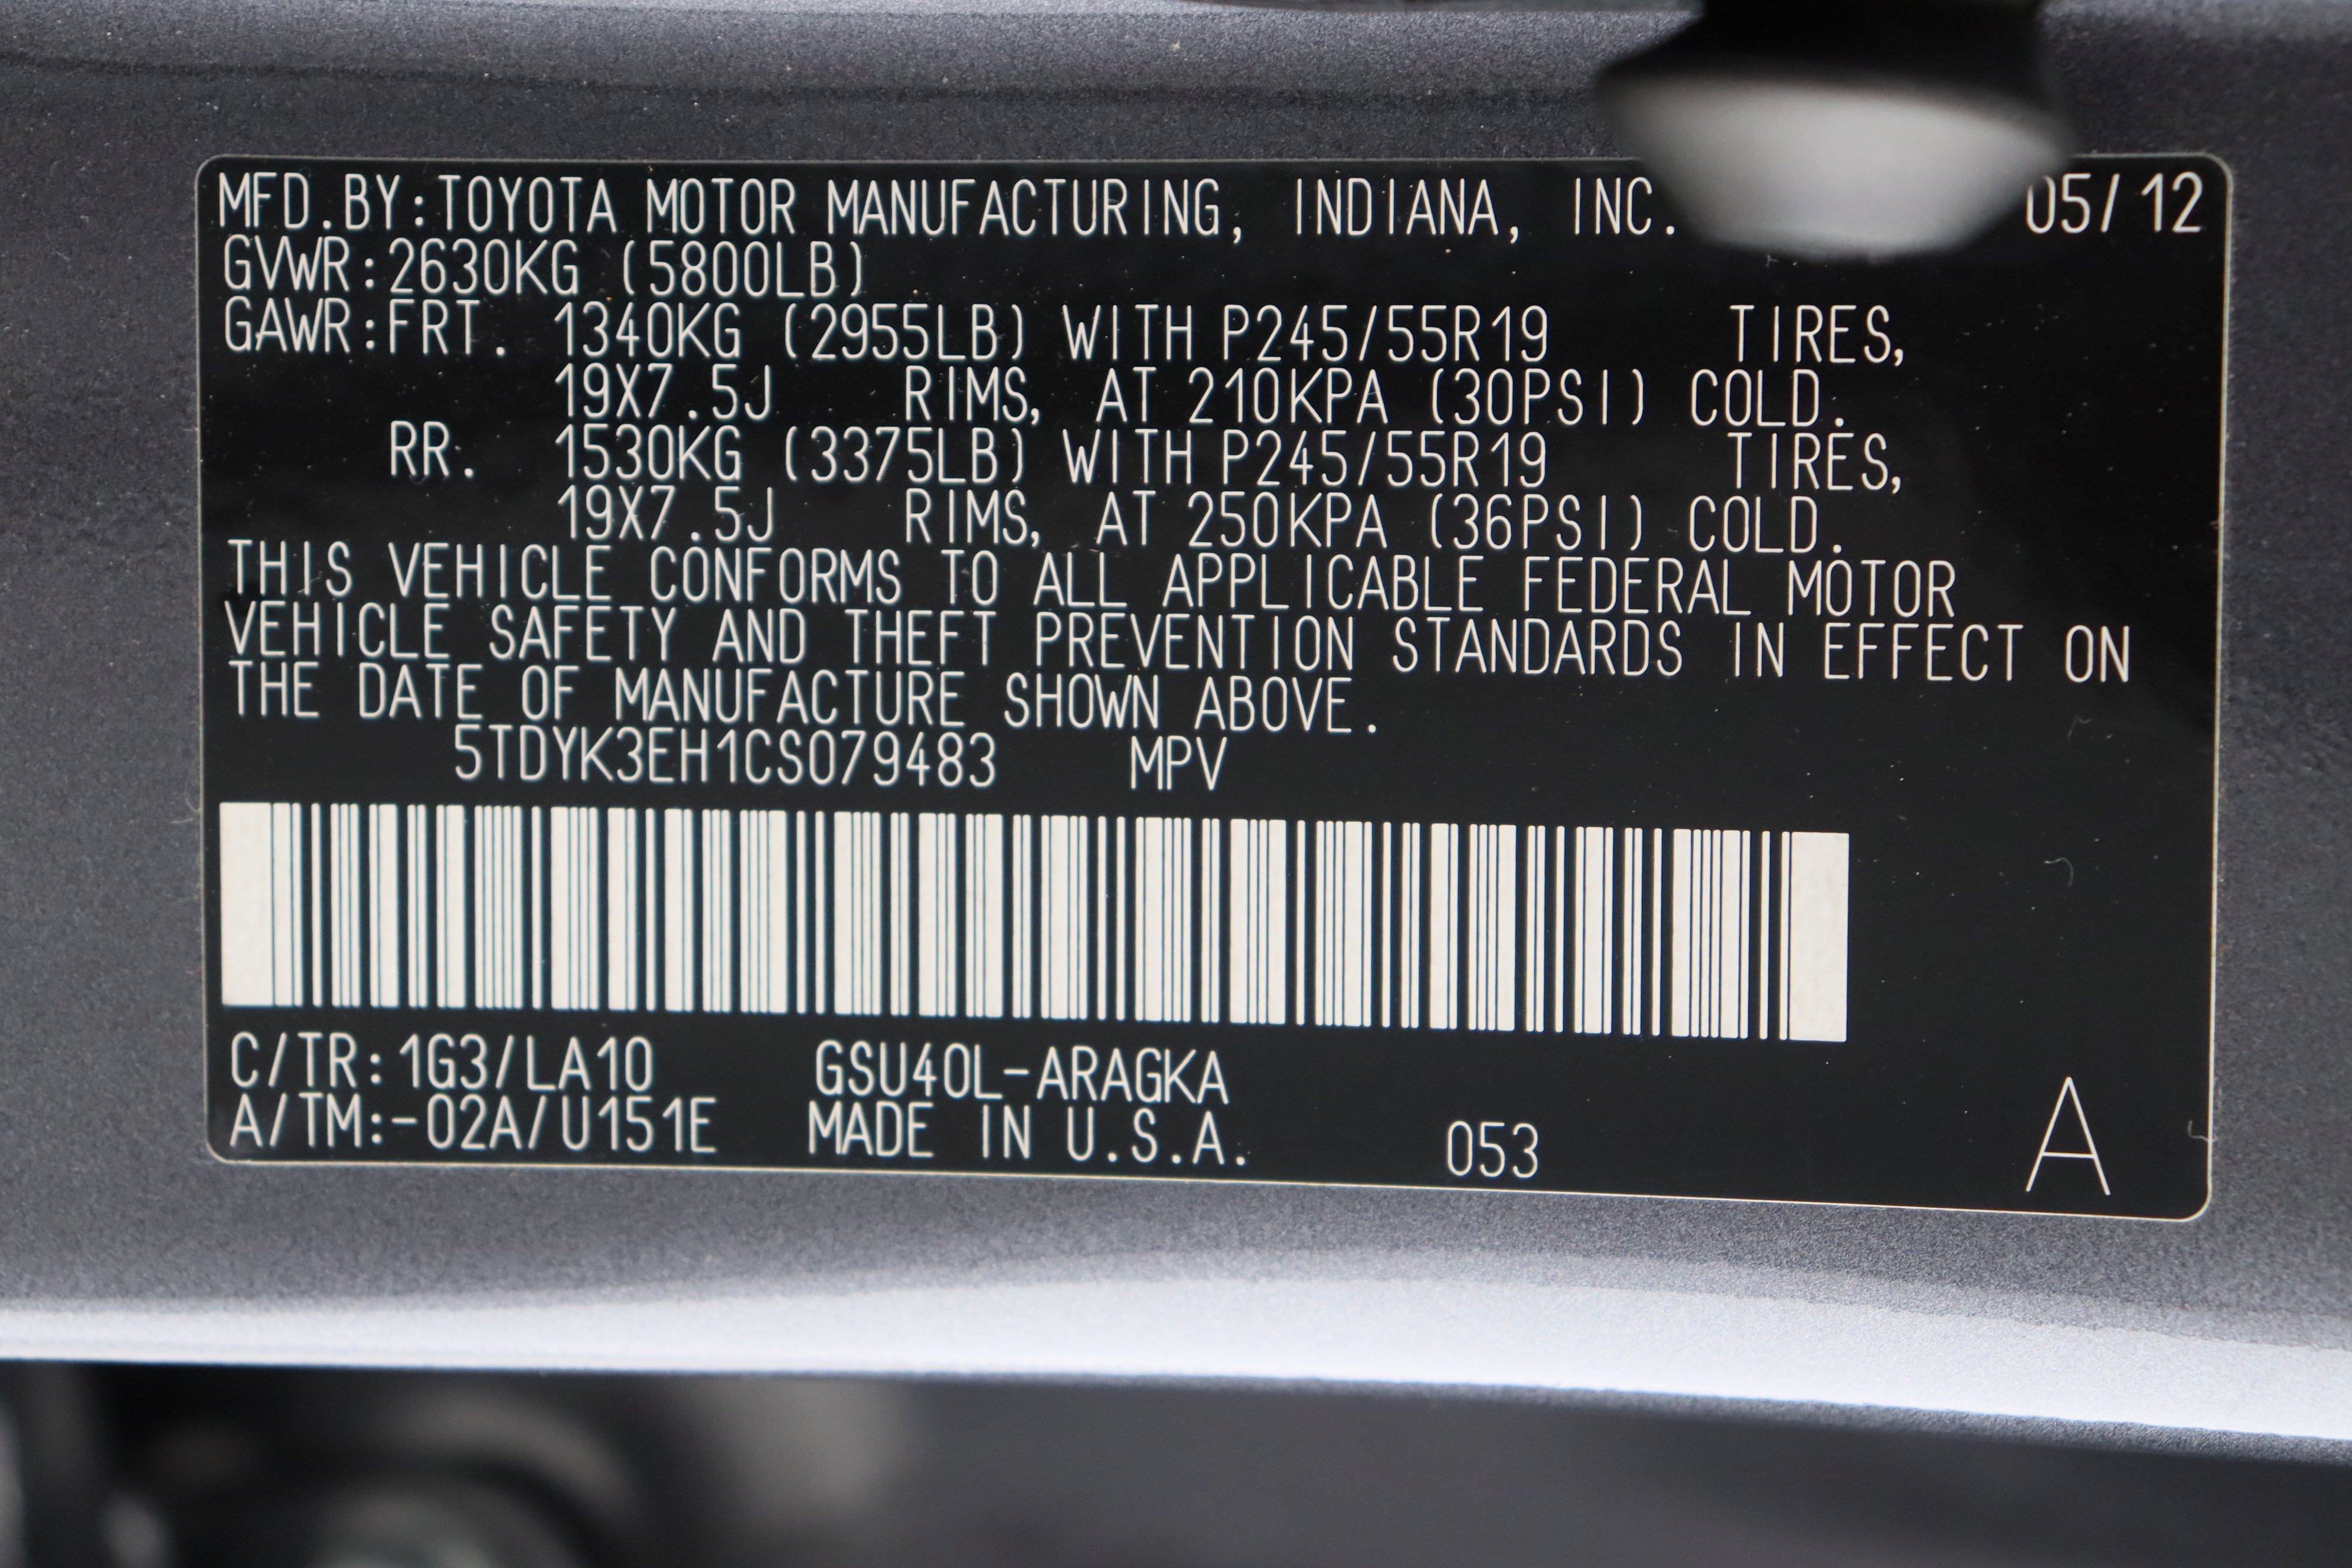 MFD.BY:TOYOTA MOTOR MANUFACTURING, INDIANA, INC. 05/12
GVWR:2630KG (5800LB)
GAWR:FRT. 1340KG (2955LB) WITH P245/55R19 TIRES,
19X7.5J RIMS, AT 210KPA (30PSI) COLD.
RR. 1530KG (3375LB) WITH P245/55R19 TIRES,
19X7.5J RIMS, AT 250KPA (36PSI) COLD.
THIS VEHICLE CONFORMS TO ALL APPLICABLE FEDERAL MOTOR
VEHICLE SAFETY AND THEFT PREVENTION STANDARDS IN EFFECT ON
THE DATE OF MANUFACTURE SHOWN ABOVE.
5TDYK3EH1CS079483 MPV
C/TR:1G3/LA10 GSU40L-ARAGKA
A/TM:-02A/U151E MADE IN U.S.A. 053 A